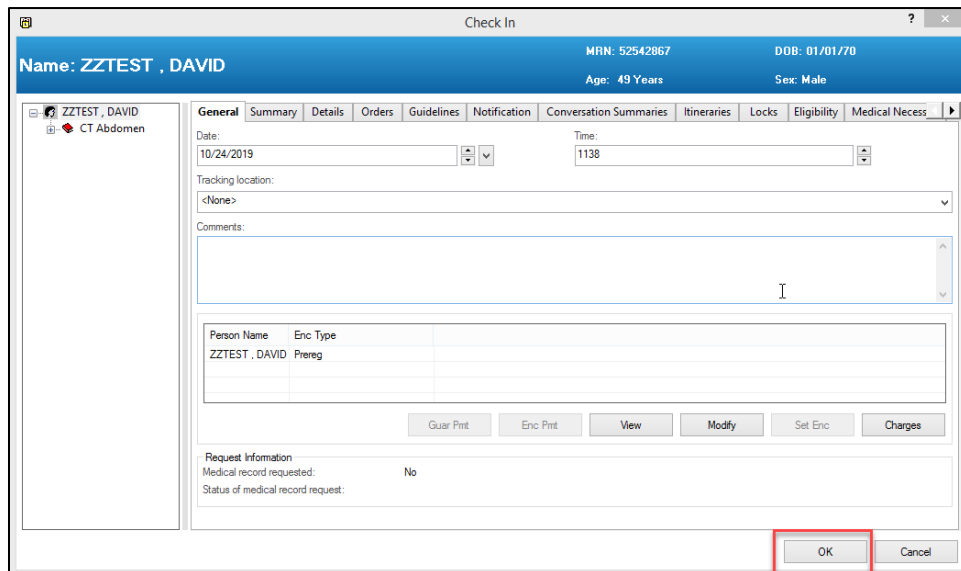 Check In
?
MRN: 52542867 DOB: 01/01/70
Name: ZZTEST , DAVID
Age: 49 Years Sex: Male
ZZTEST , DAVID
CT Abdomen
General Summary Details Orders Guidelines Notification Conversation Summaries Itineraries Locks Eligibility Medical Necess
Date: Time:
10/24/2019 1138
Tracking location:
<None>
Comments:
Person Name Enc Type
ZZTEST , DAVID Prereg
Guar Pmt Enc Pmt View Modify Set Enc Charges
Request Information
Medical record requested: No
Status of medical record request:
OK Cancel